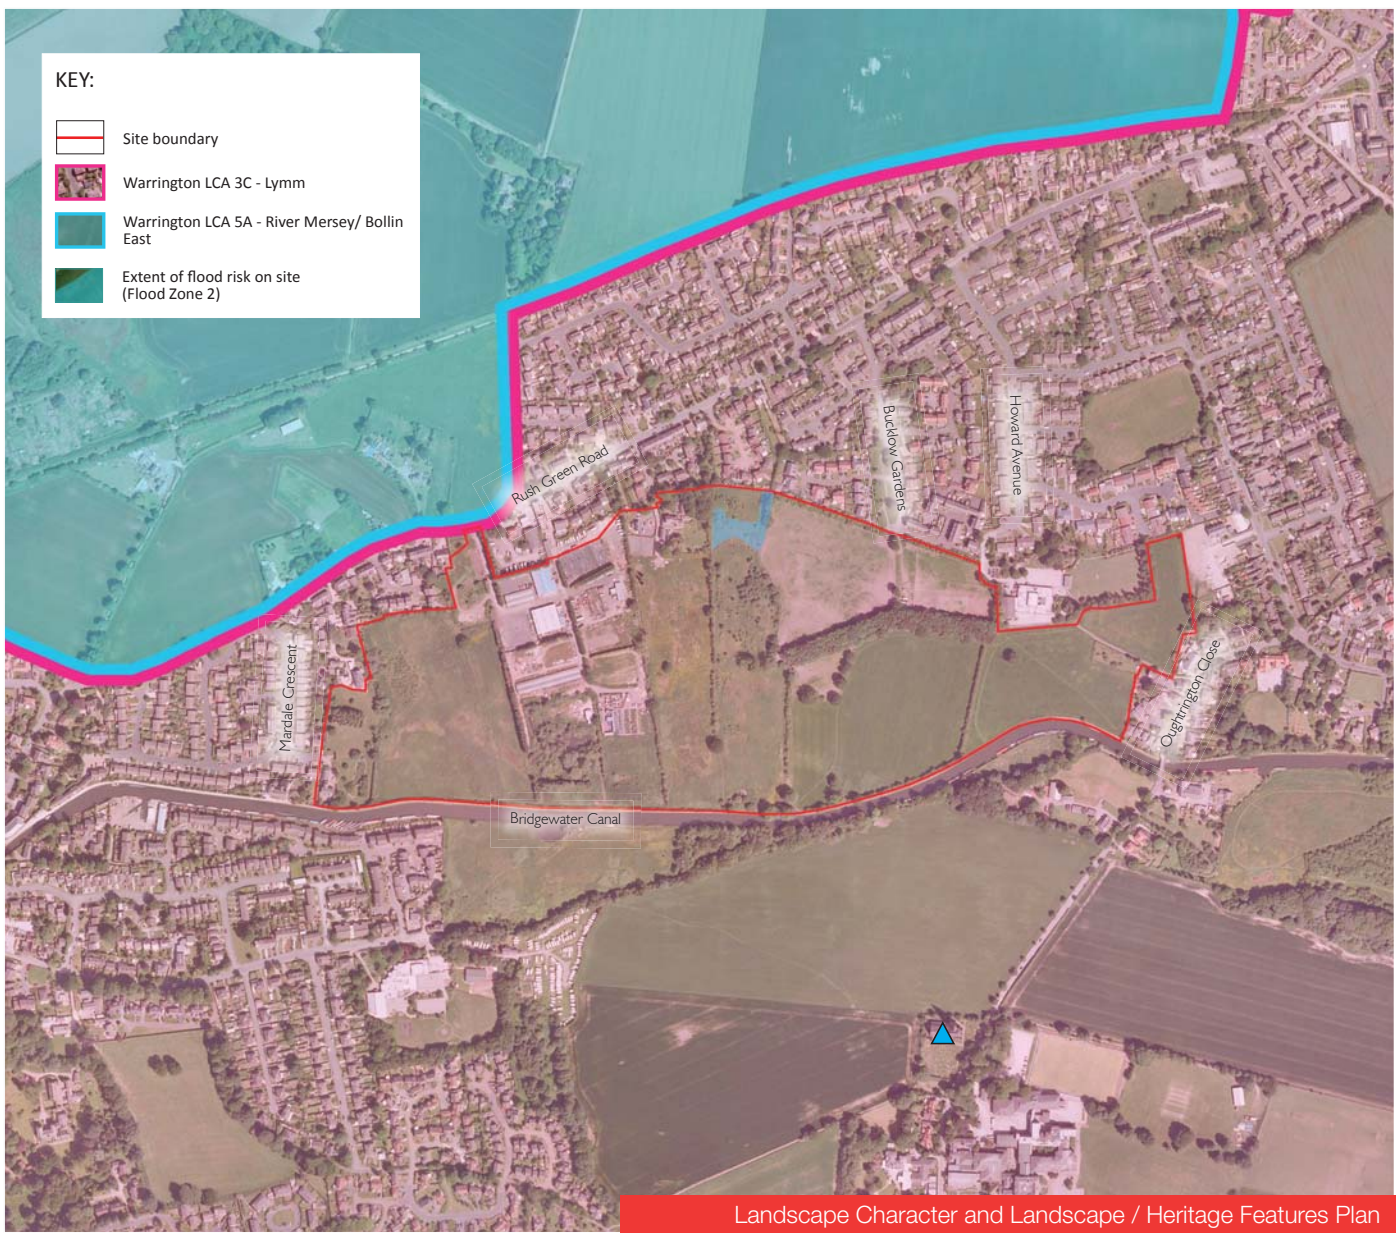 KEY:
Site boundary
Warrington LCA 3C - Lymm
Warrington LCA 5A - River Mersey/ Bollin
East
Extent of flood risk on site
(Flood Zone 2)
Rush Green Road
Bucklow Gardens
Howard Avenue
Mardale Crescent
Oughtrington Close
Bridgewater Canal
Landscape Character and Landscape / Heritage Features Plan